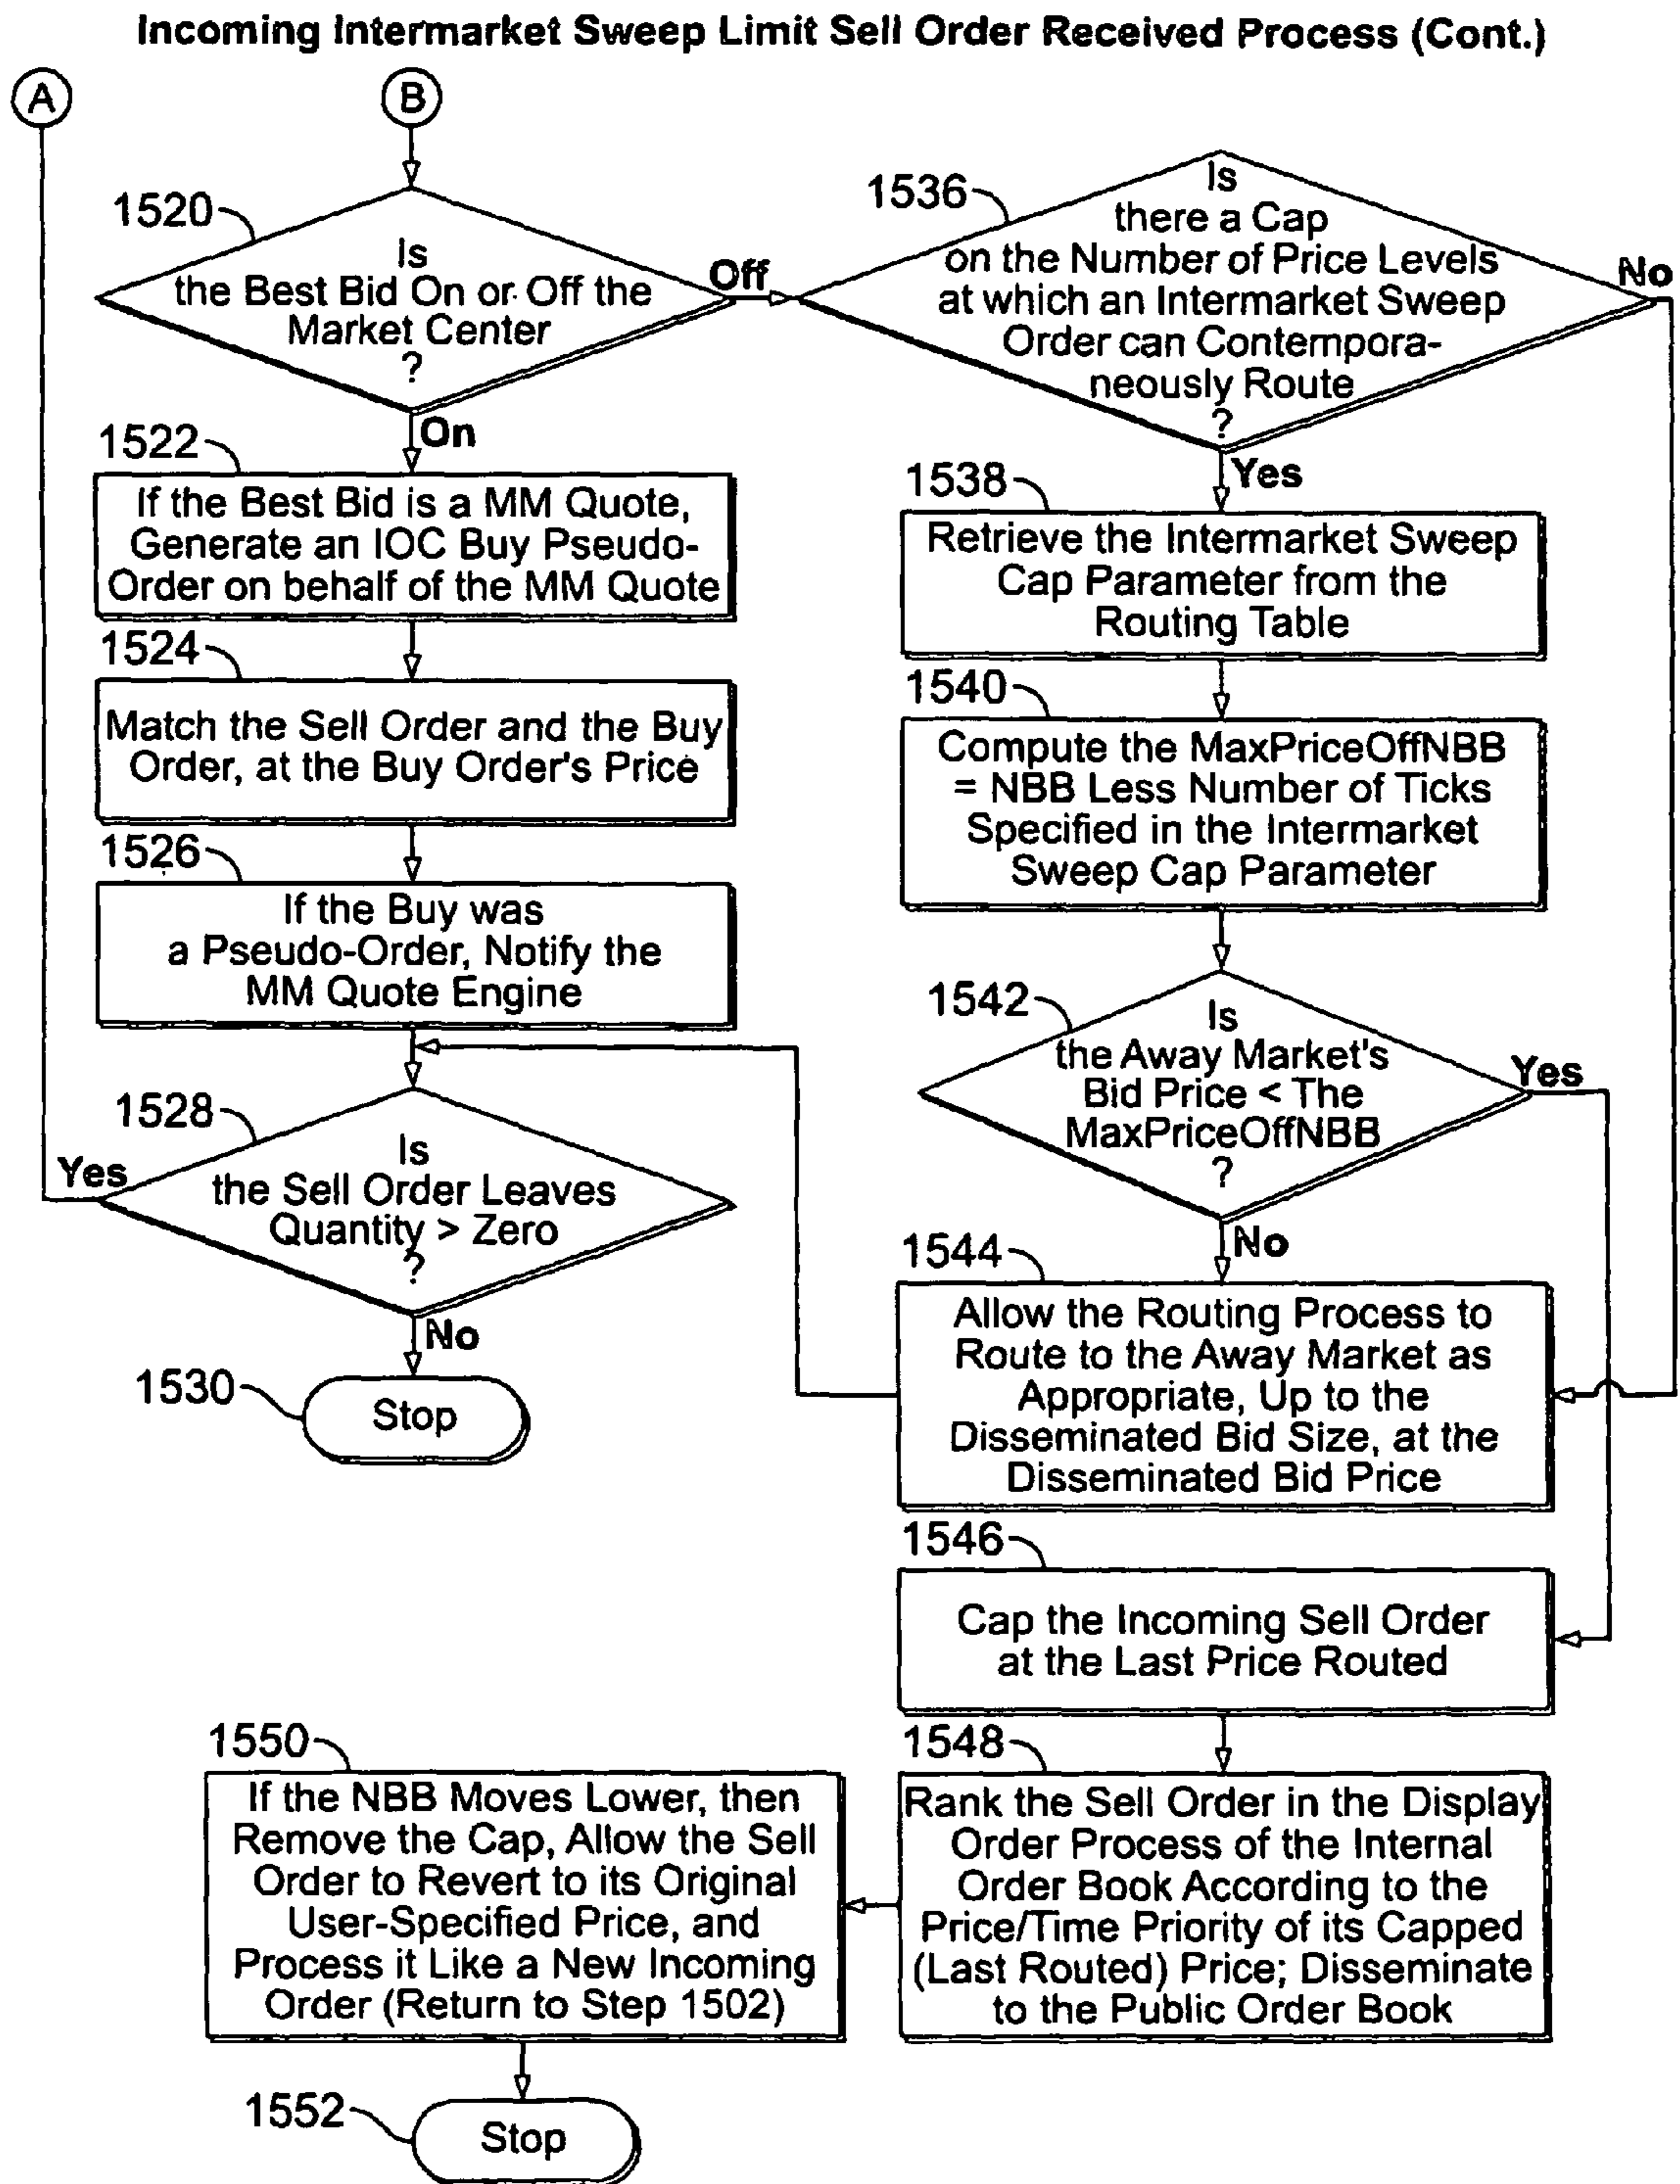 Incoming Intermarket Sweep Limit Sell Order Received Process (Cont.)
A
B
1520
Is
the Best Bid On or Off the
Market Center
?
Off
On
1522
If the Best Bid is a MM Quote,
Generate an IOC Buy Pseudo-
Order on behalf of the MM Quote
1524
Match the Sell Order and the Buy
Order, at the Buy Order's Price
1526
If the Buy was
a Pseudo-Order, Notify the
MM Quote Engine
1528
Is
the Sell Order Leaves
Quantity > Zero
?
Yes
No
1530
Stop
1536
Is
there a Cap
on the Number of Price Levels
at which an Intermarket Sweep
Order can Contempora-
neously Route
?
No
Yes
1538
Retrieve the Intermarket Sweep
Cap Parameter from the
Routing Table
1540
Compute the MaxPriceOffNBB
= NBB Less Number of Ticks
Specified in the Intermarket
Sweep Cap Parameter
1542
Is
the Away Market's
Bid Price < The
MaxPriceOffNBB
?
Yes
No
1544
Allow the Routing Process to
Route to the Away Market as
Appropriate, Up to the
Disseminated Bid Size, at the
Disseminated Bid Price
1546
Cap the Incoming Sell Order
at the Last Price Routed
1548
Rank the Sell Order in the Display
Order Process of the Internal
Order Book According to the
Price/Time Priority of its Capped
(Last Routed) Price; Disseminate
to the Public Order Book
1550
If the NBB Moves Lower, then
Remove the Cap, Allow the Sell
Order to Revert to its Original
User-Specified Price, and
Process it Like a New Incoming
Order (Return to Step 1502)
1552
Stop